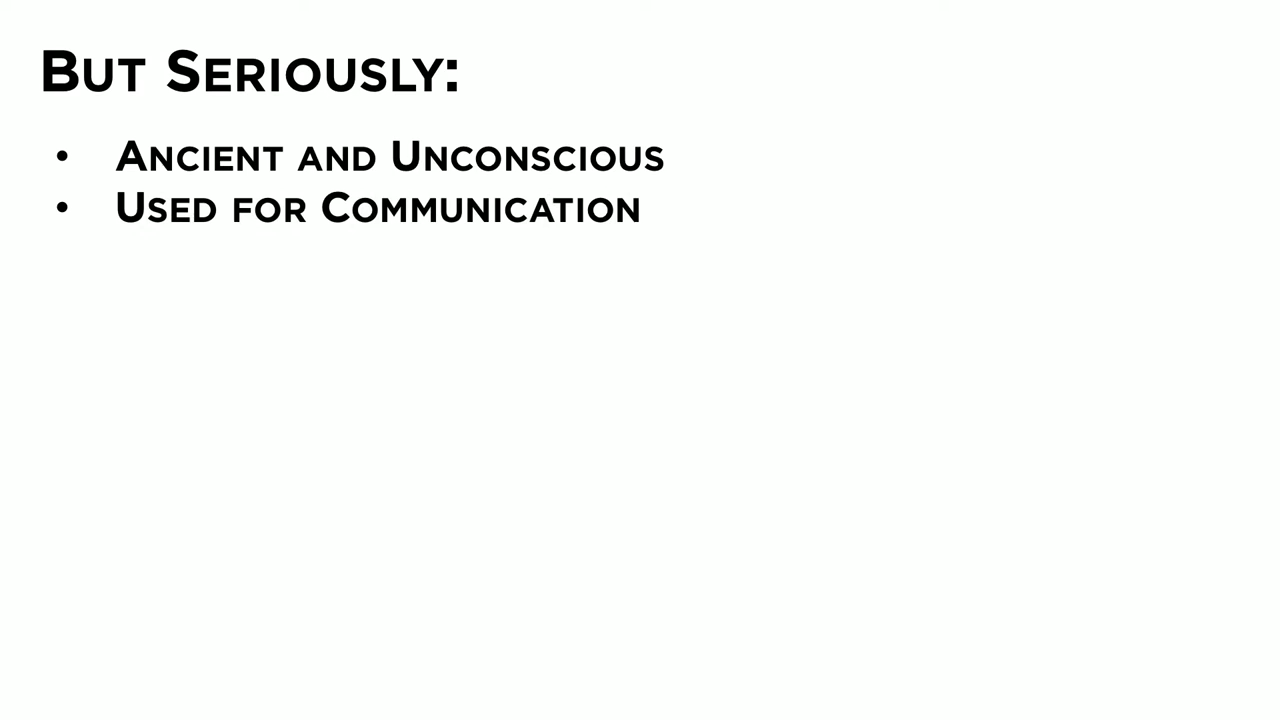 But Seriously:
• Ancient and Unconscious
• Used for Communication